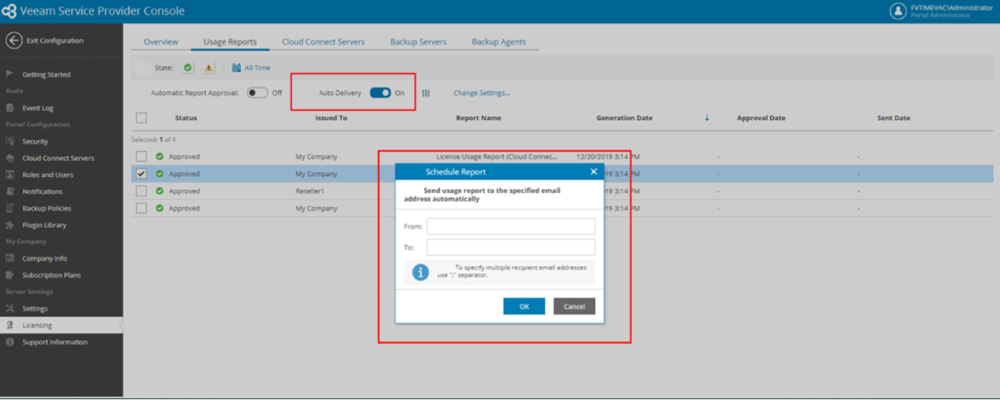 Veeam Service Provider Console
FVTIMEVAC\Administrator
Portal Administrator
Exit Configuration
Getting Started
Audit
Event Log
Portal Configuration
Security
Cloud Connect Servers
Roles and Users
Notifications
Backup Policies
Plugin Library
My Company
Company Info
Subscription Plans
Server Settings
Settings
Licensing
Support Information
Overview Usage Reports Cloud Connect Servers Backup Servers Backup Agents
State: All Time
Automatic Report Approval: Off Auto Delivery On Change Settings...
Status Issued To Report Name Generation Date ↓ Approval Date Sent Date
Selected: 1 of 4
Approved My Company License Usage Report (Cloud Connec... 12/20/2019 3:14 PM - -
Approved My Company 19 3:14 PM - -
Approved Reseller1 19 3:14 PM - -
Approved My Company 19 3:14 PM - -
Schedule Report
Send usage report to the specified email
address automatically
From:
To:
To specify multiple recipient email addresses
use ";" separator.
OK Cancel